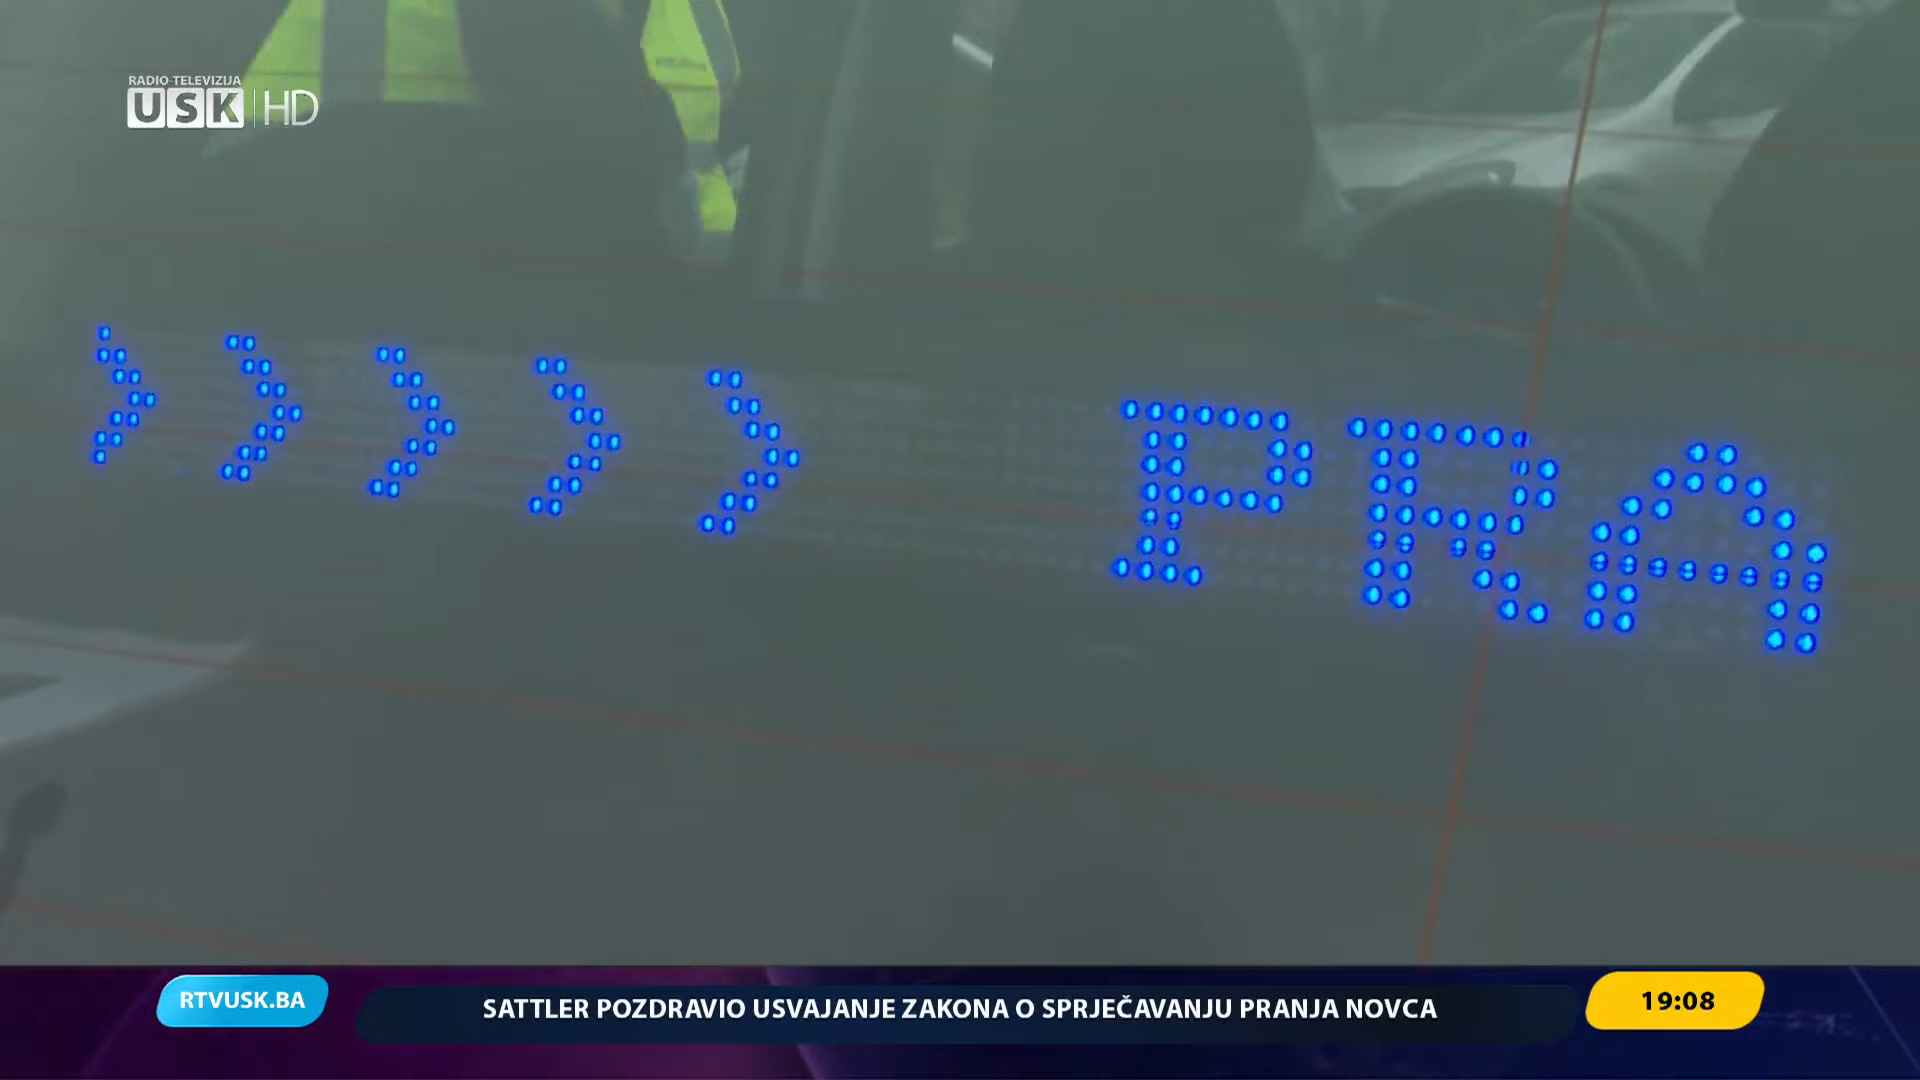 RADIO-TELEVIZIJA
USK HD
>>>>> PRA
RTVUSK.BA
SATTLER POZDRAVIO USVAJANJE ZAKONA O SPRJEČAVANJU PRANJA NOVCA
19:08